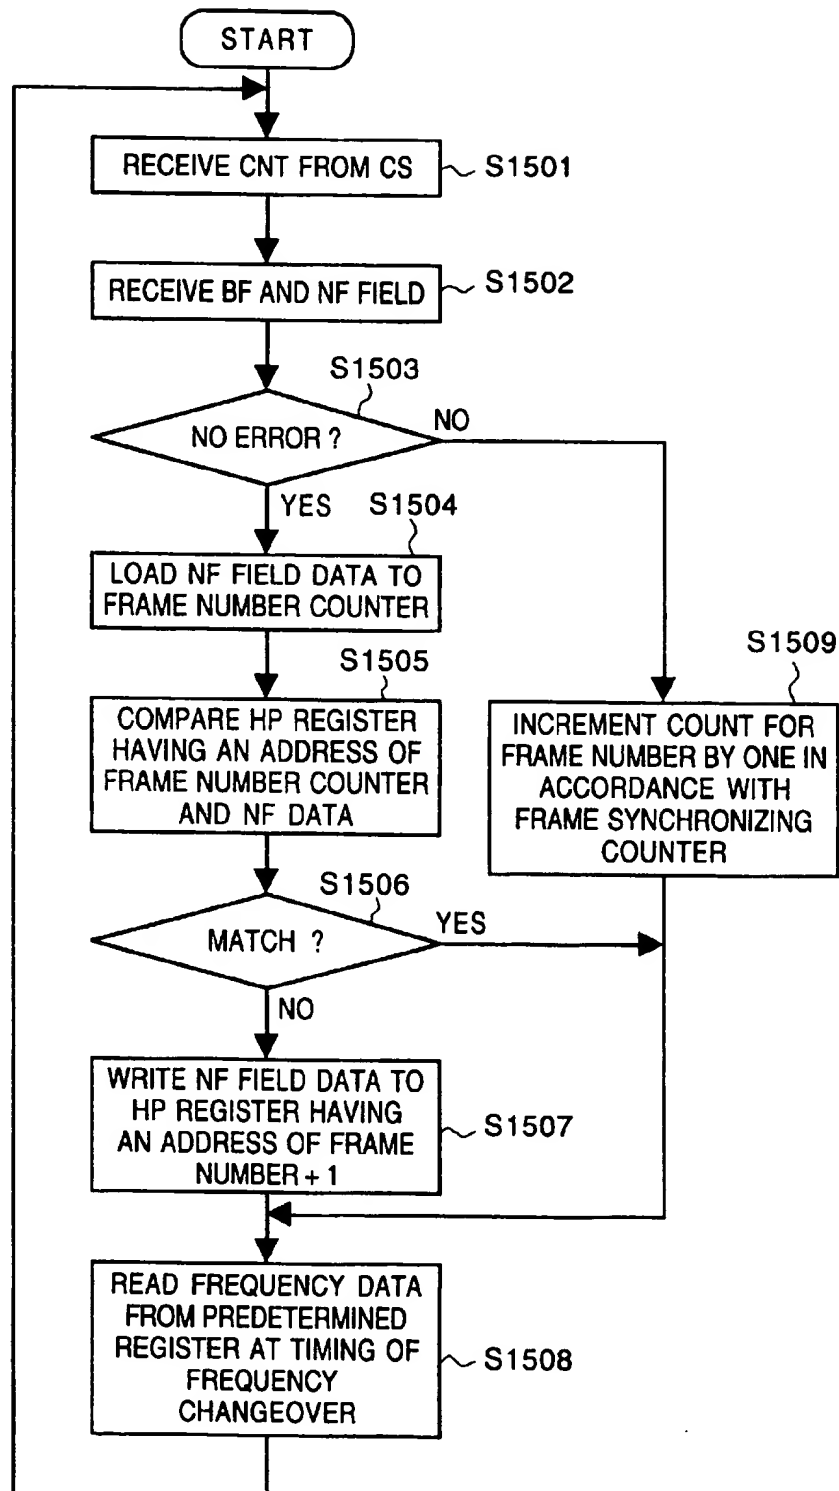 START
RECEIVE CNT FROM CS
S1501
RECEIVE BF AND NF FIELD
S1502
S1503
NO ERROR ?
NO
YES
S1504
LOAD NF FIELD DATA TO
FRAME NUMBER COUNTER
S1505
COMPARE HP REGISTER
HAVING AN ADDRESS OF
FRAME NUMBER COUNTER
AND NF DATA
S1509
INCREMENT COUNT FOR
FRAME NUMBER BY ONE IN
ACCORDANCE WITH
FRAME SYNCHRONIZING
COUNTER
S1506
MATCH ?
YES
NO
WRITE NF FIELD DATA TO
HP REGISTER HAVING
AN ADDRESS OF FRAME
NUMBER + 1
S1507
READ FREQUENCY DATA
FROM PREDETERMINED
REGISTER AT TIMING OF
FREQUENCY
CHANGEOVER
S1508